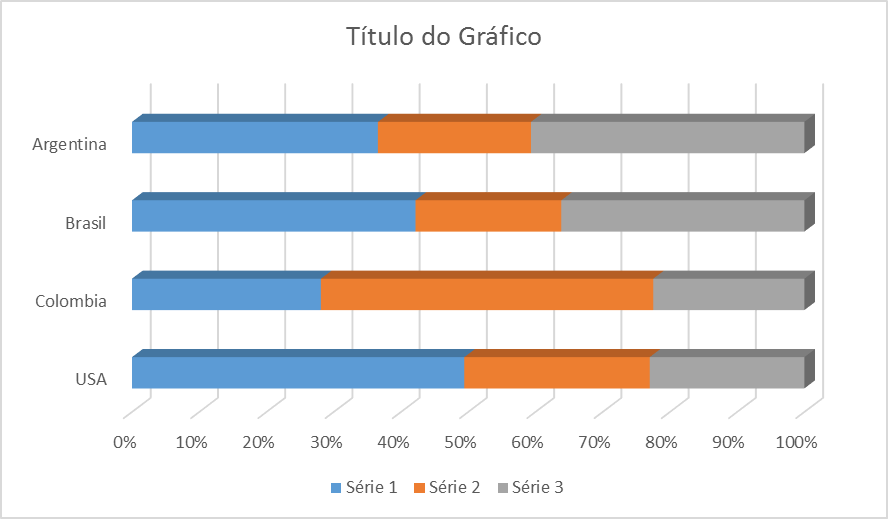 Título do Gráfico
Argentina
Brasil
Colombia
USA
0% 10% 20% 30% 40% 50% 60% 70% 80% 90% 100%
Série 1 Série 2 Série 3